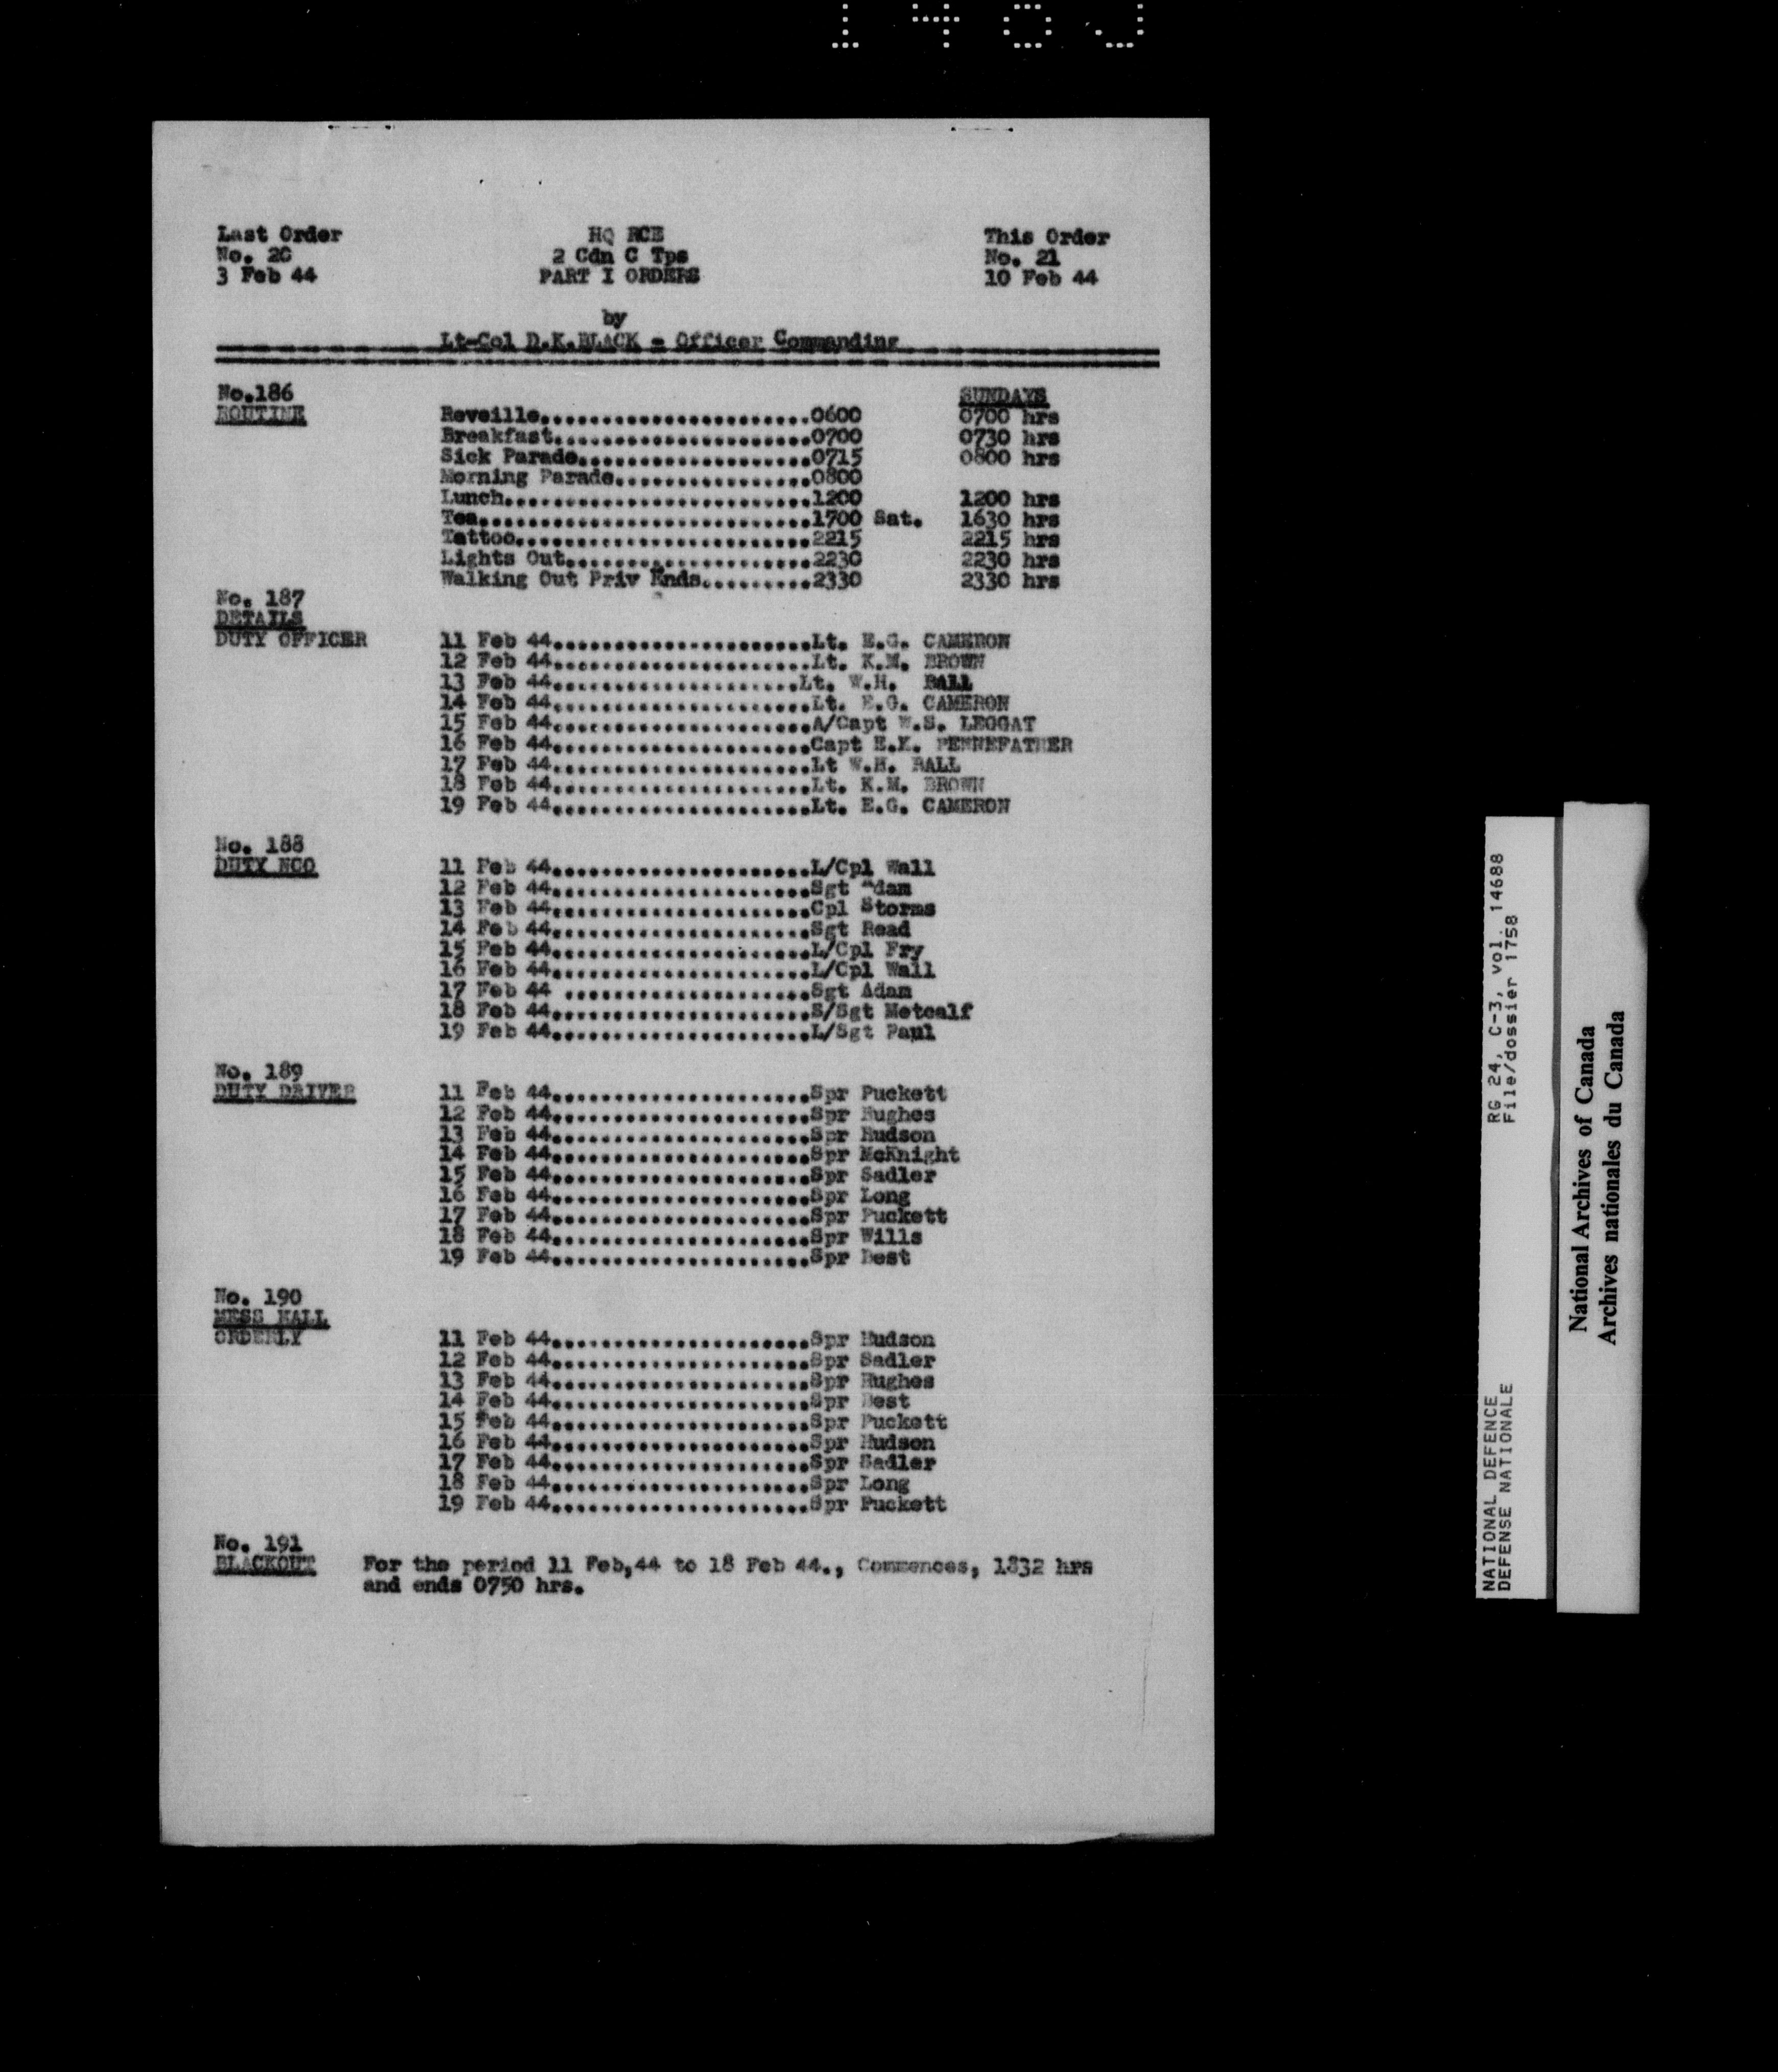 Last Order HQ RCE This Order
No. 20 2 Cdn C Tps No. 21
3 Feb 44 PART I ORDERS 10 Feb 44
by
Lt-Col D.K.BLACK - Officer Commanding
No.186 SUNDAYS
ROUTINE Reveille......................0600 0700 hrs
Breakfast.....................0700 0730 hrs
Sick Parade...................0715 0800 hrs
Morning Parade................0800
Lunch.........................1200 1200 hrs
Tea...........................1700 Sat. 1630 hrs
Tattoo........................2215 2215 hrs
Lights Out....................2230 2230 hrs
Walking Out Priv Ends.........2330 2330 hrs
No. 187
DETAILS
DUTY OFFICER 11 Feb 44.....................Lt. E.G. CAMERON
12 Feb 44.....................Lt. K.M. BROWN
13 Feb 44....................Lt. W.H. BALL
14 Feb 44.....................Lt. E.G. CAMERON
15 Feb 44.....................A/Capt W.S. LEGGAT
16 Feb 44.....................Capt E.K. PENNEFATHER
17 Feb 44.....................Lt W.H. BALL
18 Feb 44.....................Lt. K.M. BROWN
19 Feb 44.....................Lt. E.G. CAMERON
No. 188
DUTY NCO 11 Feb 44.....................L/Cpl Wall
12 Feb 44.....................Sgt Adam
13 Feb 44.....................Cpl Storms
14 Feb 44.....................Sgt Read
15 Feb 44.....................L/Cpl Fry
16 Feb 44.....................L/Cpl Wall
17 Feb 44 ....................Sgt Adam
18 Feb 44.....................S/Sgt Metcalf
19 Feb 44.....................L/Sgt Paul
No. 189
DUTY DRIVER 11 Feb 44.....................Spr Puckett
12 Feb 44.....................Spr Hughes
13 Feb 44.....................Spr Hudson
14 Feb 44.....................Spr McKnight
15 Feb 44.....................Spr Sadler
16 Feb 44.....................Spr Long
17 Feb 44.....................Spr Puckett
18 Feb 44.....................Spr Wills
19 Feb 44.....................Spr Best
No. 190
MESS HALL
ORDERLY 11 Feb 44.....................Spr Hudson
12 Feb 44.....................Spr Sadler
13 Feb 44.....................Spr Hughes
14 Feb 44.....................Spr Best
15 Feb 44.....................Spr Puckett
16 Feb 44.....................Spr Hudson
17 Feb 44.....................Spr Sadler
18 Feb 44.....................Spr Long
19 Feb 44.....................Spr Puckett
No. 191
BLACKOUT For the period 11 Feb,44 to 18 Feb 44., Commences, 1832 hrs
and ends 0750 hrs.
NATIONAL DEFENCE RG 24, C-3, vol. 14688
DEFENSE NATIONALE File/dossier 1758
National Archives of Canada
Archives nationales du Canada